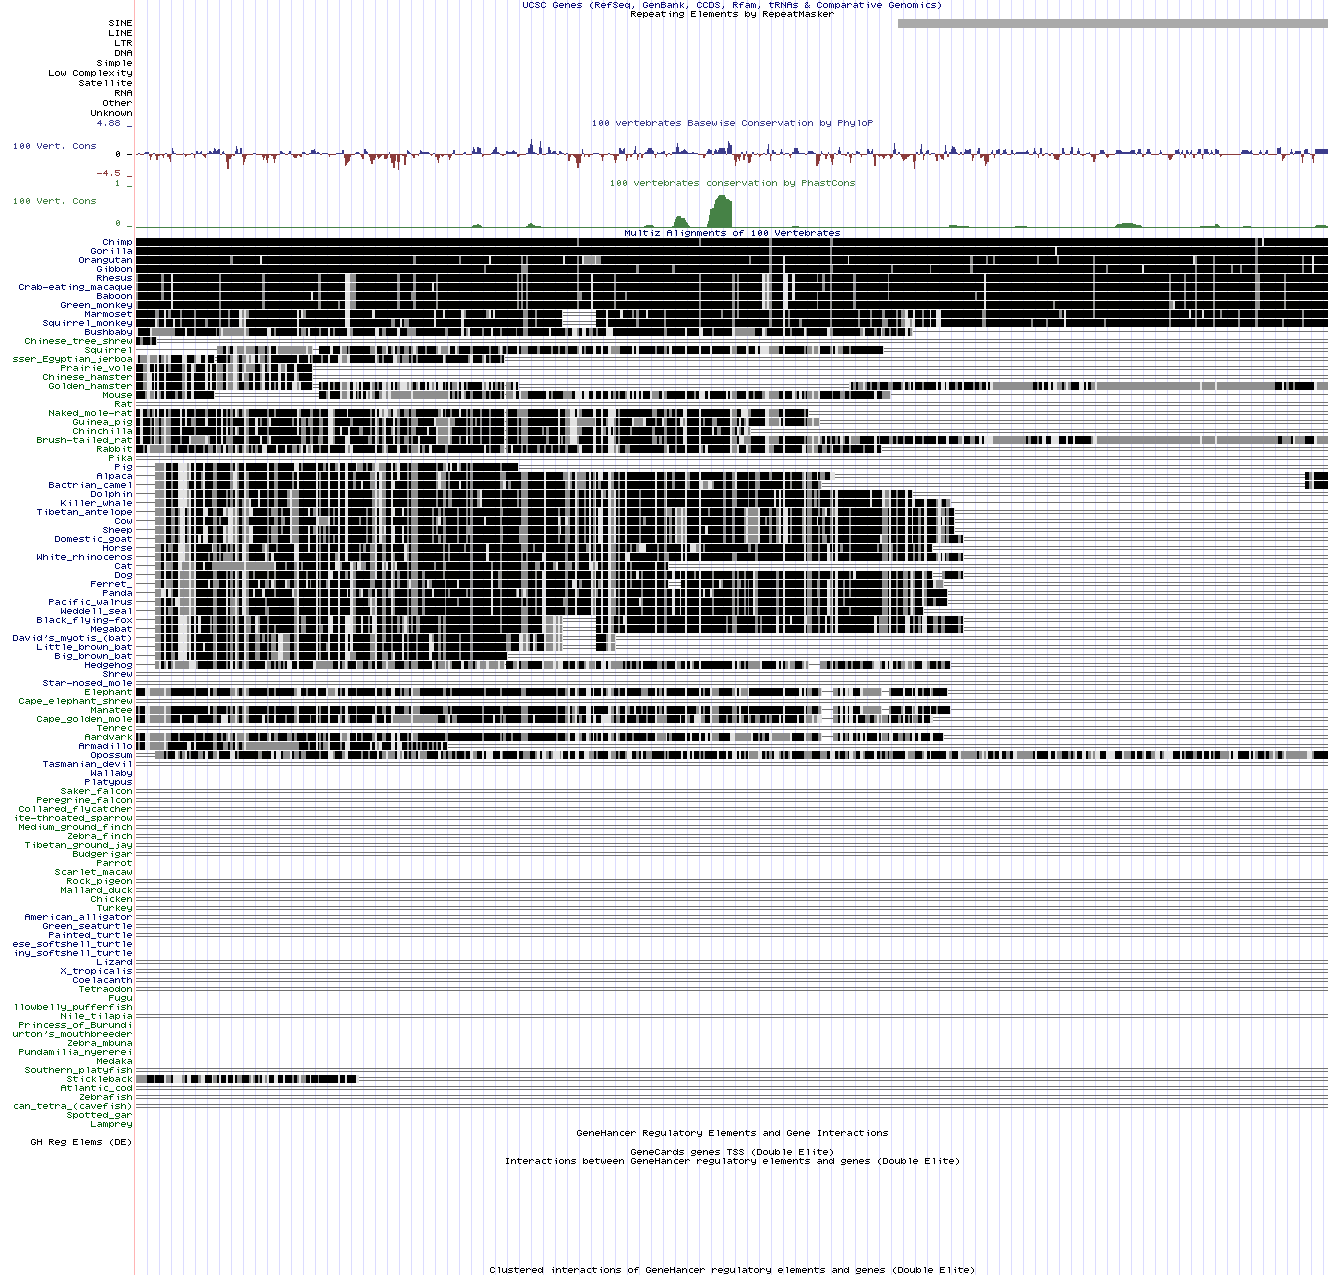 UCSC Genes (RefSeq, GenBank, CCDS, Rfam, tRNAs & Comparative Genomics)
Repeating Elements by RepeatMasker
SINE
LINE
LTR
DNA
Simple
Low Complexity
Satellite
RNA
Other
Unknown
100 vertebrates Basewise Conservation by PhyloP
4.88 _
100 Vert. Cons
0 -
-4.5 _
100 vertebrates conservation by PhastCons
1 _
100 Vert. Cons
0 _
Multiz Alignments of 100 Vertebrates
Chimp
Gorilla
Orangutan
Gibbon
Rhesus
Crab-eating_macaque
Baboon
Green_monkey
Marmoset
Squirrel_monkey
Bushbaby
Chinese_tree_shrew
Squirrel
sser_Egyptian_jerboa
Prairie_vole
Chinese_hamster
Golden_hamster
Mouse
Rat
Naked_mole-rat
Guinea_pig
Chinchilla
Brush-tailed_rat
Rabbit
Pika
Pig
Alpaca
Bactrian_camel
Dolphin
Killer_whale
Tibetan_antelope
Cow
Sheep
Domestic_goat
Horse
White_rhinoceros
Cat
Dog
Ferret_
Panda
Pacific_walrus
Weddell_seal
Black_flying-fox
Megabat
David's_myotis_(bat)
Little_brown_bat
Big_brown_bat
Hedgehog
Shrew
Star-nosed_mole
Elephant
Cape_elephant_shrew
Manatee
Cape_golden_mole
Tenrec
Aardvark
Armadillo
Opossum
Tasmanian_devil
Wallaby
Platypus
Saker_falcon
Peregrine_falcon
Collared_flycatcher
ite-throated_sparrow
Medium_ground_finch
Zebra_finch
Tibetan_ground_jay
Budgerigar
Parrot
Scarlet_macaw
Rock_pigeon
Mallard_duck
Chicken
Turkey
American_alligator
Green_seaturtle
Painted_turtle
ese_softshell_turtle
iny_softshell_turtle
Lizard
X_tropicalis
Coelacanth
Tetraodon
Fugu
llowbelly_pufferfish
Nile_tilapia
Princess_of_Burundi
urton's_mouthbreeder
Zebra_mbuna
Pundamilia_nyererei
Medaka
Southern_platyfish
Stickleback
Atlantic_cod
Zebrafish
can_tetra_(cavefish)
Spotted_gar
Lamprey
GeneHancer Regulatory Elements and Gene Interactions
GH Reg Elems (DE)
GeneCards genes TSS (Double Elite)
Interactions between GeneHancer regulatory elements and genes (Double Elite)
Clustered interactions of GeneHancer regulatory elements and genes (Double Elite)